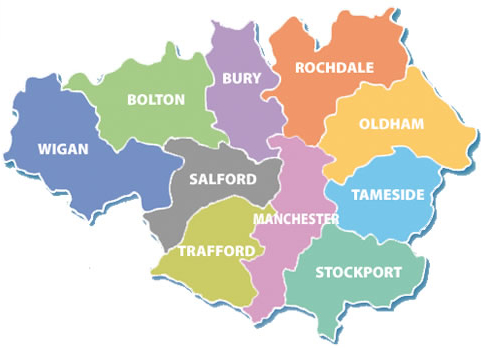 ROCHDALE
BURY
BOLTON
OLDHAM
WIGAN
SALFORD
TAMESIDE
MANCHESTER
TRAFFORD
STOCKPORT